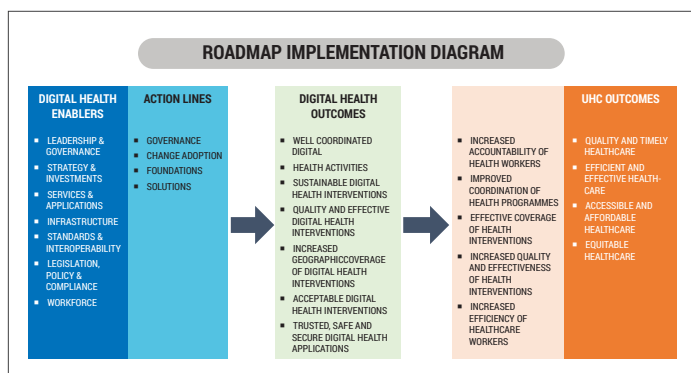 ROADMAP IMPLEMENTATION DIAGRAM
DIGITAL HEALTH
ENABLERS
LEADERSHIP &
GOVERNANCE
STRATEGY &
INVESTMENTS
SERVICES &
APPLICATIONS
INFRASTRUCTURE
STANDARDS &
INTEROPERABILITY
LEGISLATION,
POLICY &
COMPLIANCE
WORKFORCE
ACTION LINES
GOVERNANCE
CHANGE ADOPTION
FOUNDATIONS
SOLUTIONS
DIGITAL HEALTH
OUTCOMES
WELL COORDINATED
DIGITAL
HEALTH ACTIVITIES
SUSTAINABLE DIGITAL
HEALTH INTERVENTIONS
QUALITY AND EFFECTIVE
DIGITAL HEALTH
INTERVENTIONS
INCREASED
GEOGRAPHICCOVERAGE
OF DIGITAL HEALTH
INTERVENTIONS
ACCEPTABLE DIGITAL
HEALTH INTERVENTIONS
TRUSTED, SAFE AND
SECURE DIGITAL HEALTH
APPLICATIONS
INCREASED
ACCOUNTABILITY OF
HEALTH WORKERS
IMPROVED
COORDINATION OF
HEALTH PROGRAMMES
EFFECTIVE COVERAGE
OF HEALTH
INTERVENTIONS
INCREASED QUALITY
AND EFFECTIVENESS
OF HEALTH
INTERVENTIONS
INCREASED
EFFICIENCY OF
HEALTHCARE
WORKERS
UHC OUTCOMES
QUALITY AND TIMELY
HEALTHCARE
EFFICIENT AND
EFFECTIVE HEALTH-
CARE
ACCESSIBLE AND
AFFORDABLE
HEALTHCARE
EQUITABLE
HEALTHCARE